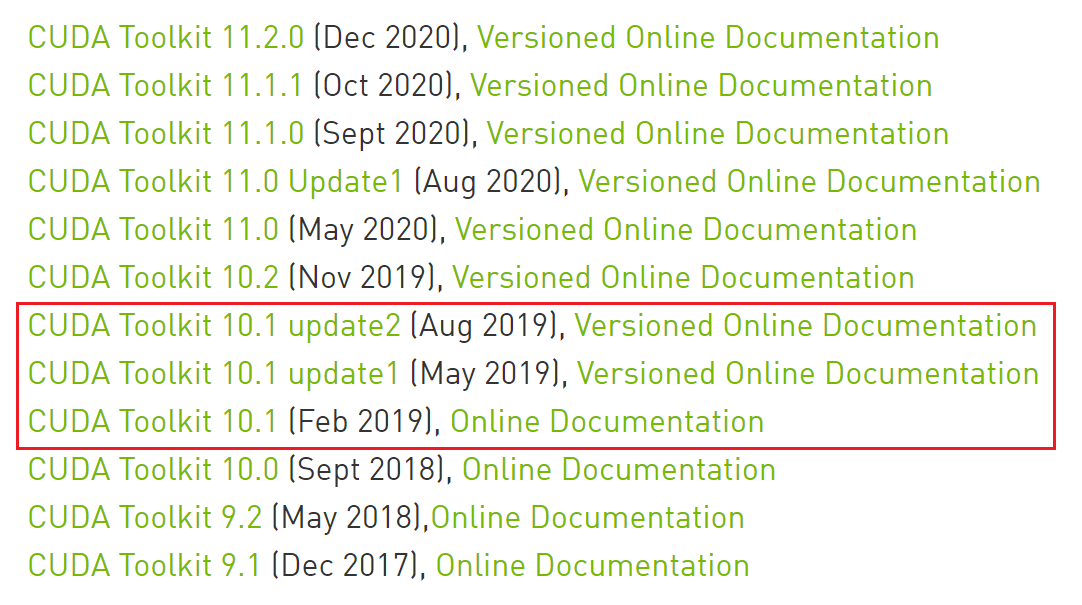 CUDA Toolkit 11.2.0 (Dec 2020), Versioned Online Documentation
CUDA Toolkit 11.1.1 (Oct 2020), Versioned Online Documentation
CUDA Toolkit 11.1.0 (Sept 2020), Versioned Online Documentation
CUDA Toolkit 11.0 Update1 (Aug 2020), Versioned Online Documentation
CUDA Toolkit 11.0 (May 2020), Versioned Online Documentation
CUDA Toolkit 10.2 (Nov 2019), Versioned Online Documentation
CUDA Toolkit 10.1 update2 (Aug 2019), Versioned Online Documentation
CUDA Toolkit 10.1 update1 (May 2019), Versioned Online Documentation
CUDA Toolkit 10.1 (Feb 2019), Online Documentation
CUDA Toolkit 10.0 (Sept 2018), Online Documentation
CUDA Toolkit 9.2 (May 2018),Online Documentation
CUDA Toolkit 9.1 (Dec 2017), Online Documentation